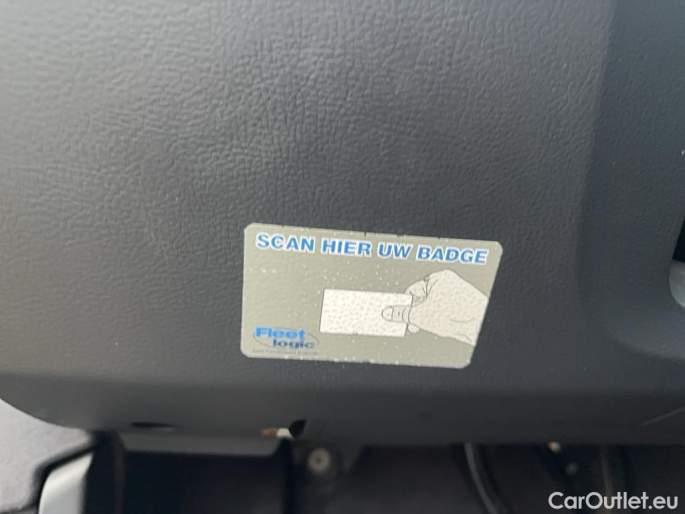 SCAN HIER UW BADGE
Fleet
logic
CarOutlet.eu